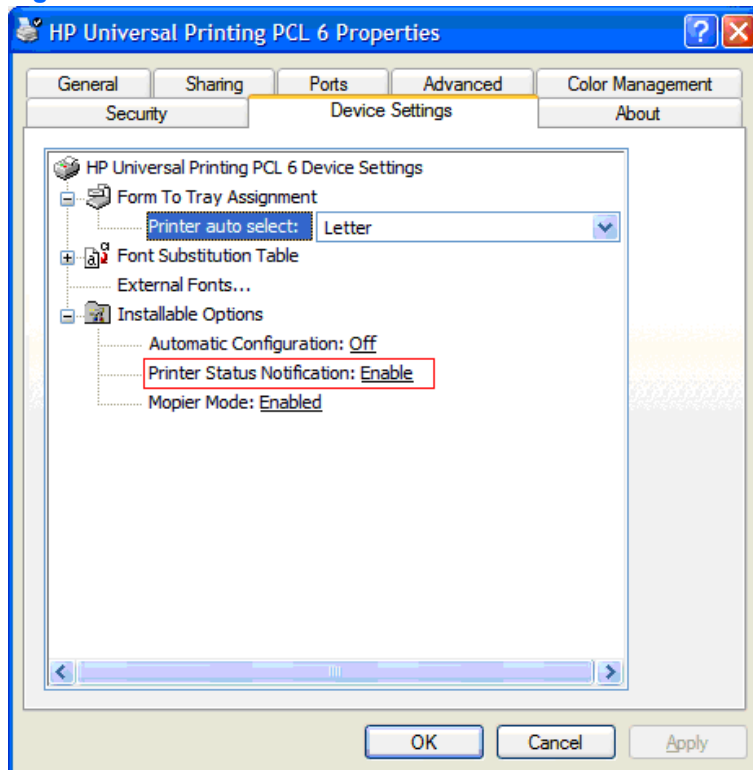 HP Universal Printing PCL 6 Properties
General Sharing Ports Advanced Color Management
Security Device Settings About
HP Universal Printing PCL 6 Device Settings
Form To Tray Assignment
Printer auto select: Letter
Font Substitution Table
External Fonts...
Installable Options
Automatic Configuration: Off
Printer Status Notification: Enable
Mopier Mode: Enabled
OK Cancel Apply